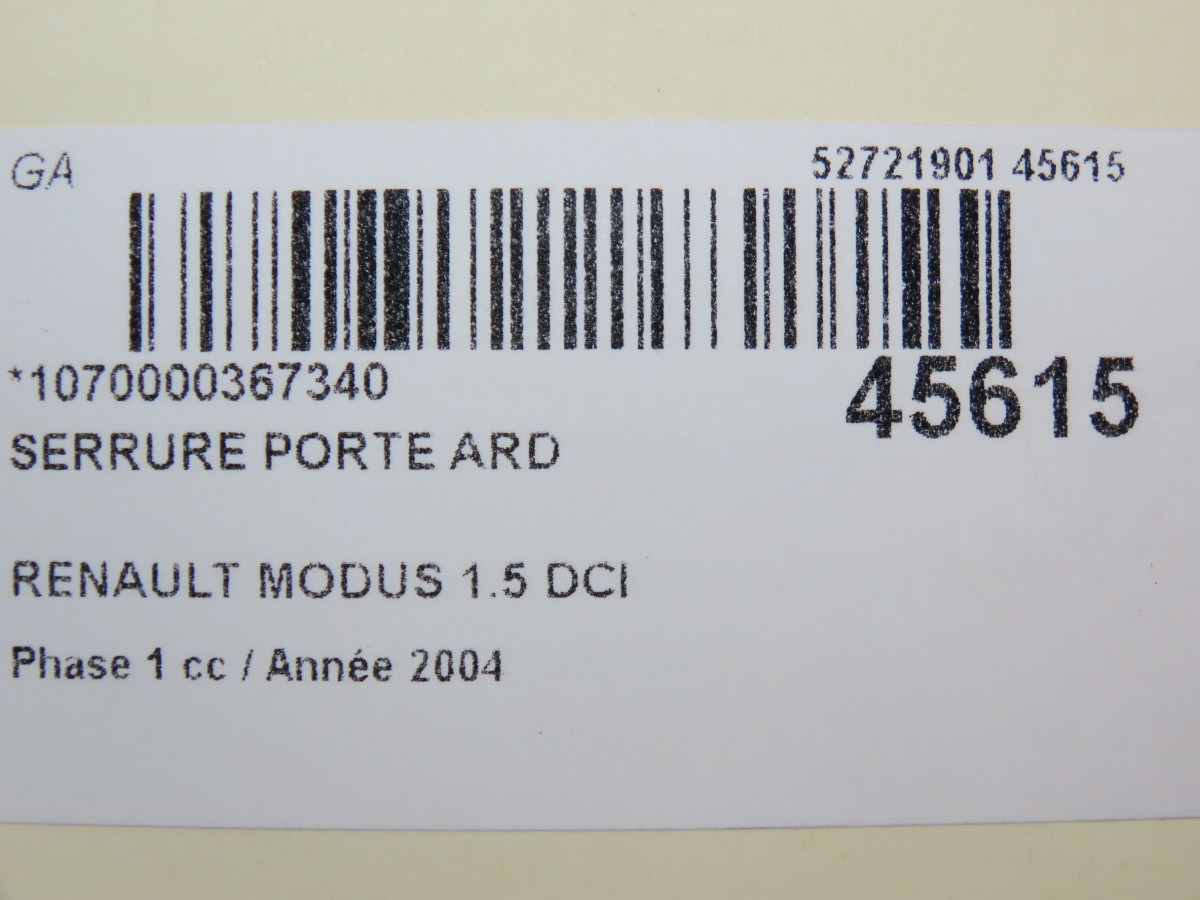 GA
52721901 45615
*1070000367340
45615
SERRURE PORTE ARD
RENAULT MODUS 1.5 DCI
Phase 1 cc / Année 2004